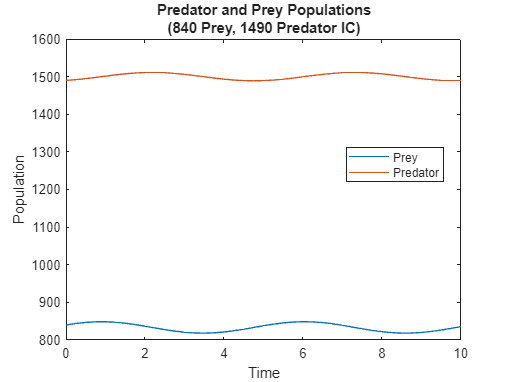 Predator and Prey Populations
(840 Prey, 1490 Predator IC)
1600
1500
1400
1300
1200
1100
1000
900
800
Population
Prey
Predator
0 2 4 6 8 10
Time